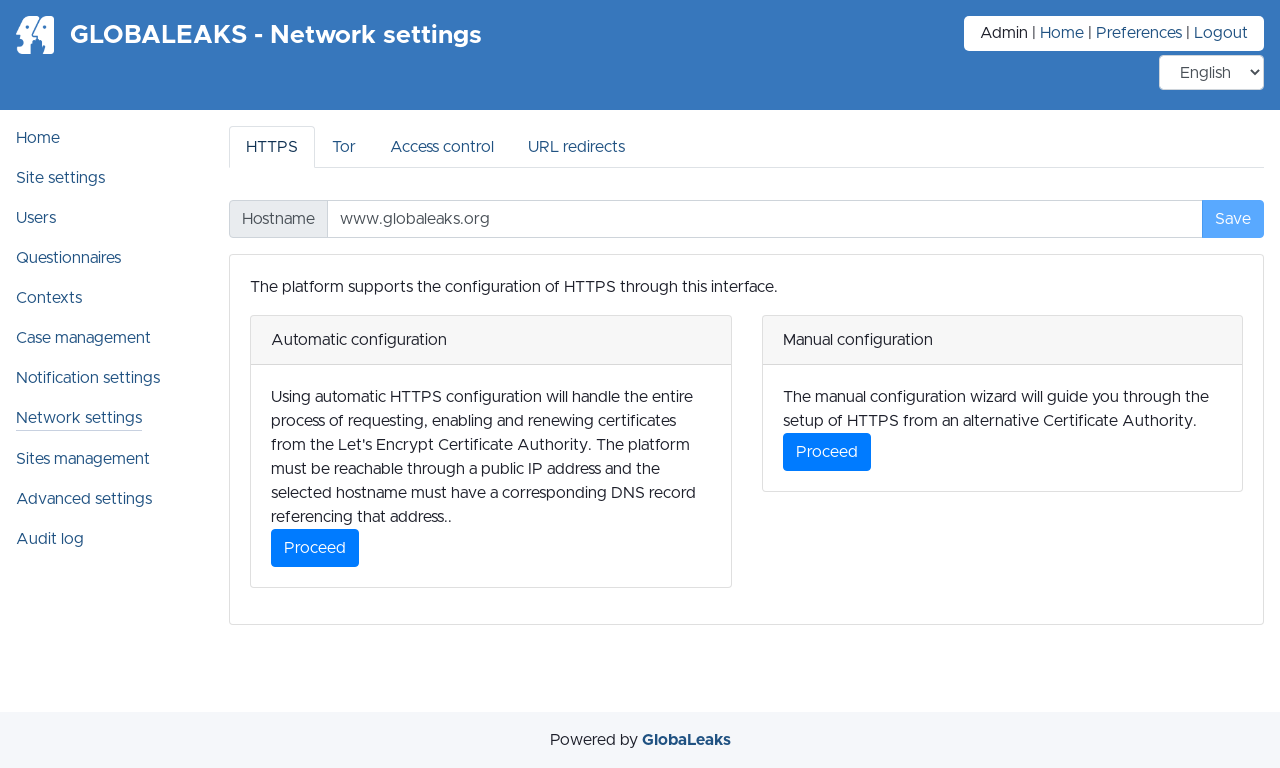 GLOBALEAKS - Network settings
Admin | Home | Preferences | Logout
English
Home
Site settings
Users
Questionnaires
Contexts
Case management
Notification settings
Network settings
Sites management
Advanced settings
Audit log
HTTPS Tor Access control URL redirects
Hostname www.globaleaks.org Save
The platform supports the configuration of HTTPS through this interface.
Automatic configuration
Using automatic HTTPS configuration will handle the entire
process of requesting, enabling and renewing certificates
from the Let's Encrypt Certificate Authority. The platform
must be reachable through a public IP address and the
selected hostname must have a corresponding DNS record
referencing that address..
Proceed
Manual configuration
The manual configuration wizard will guide you through the
setup of HTTPS from an alternative Certificate Authority.
Proceed
Powered by GlobaLeaks